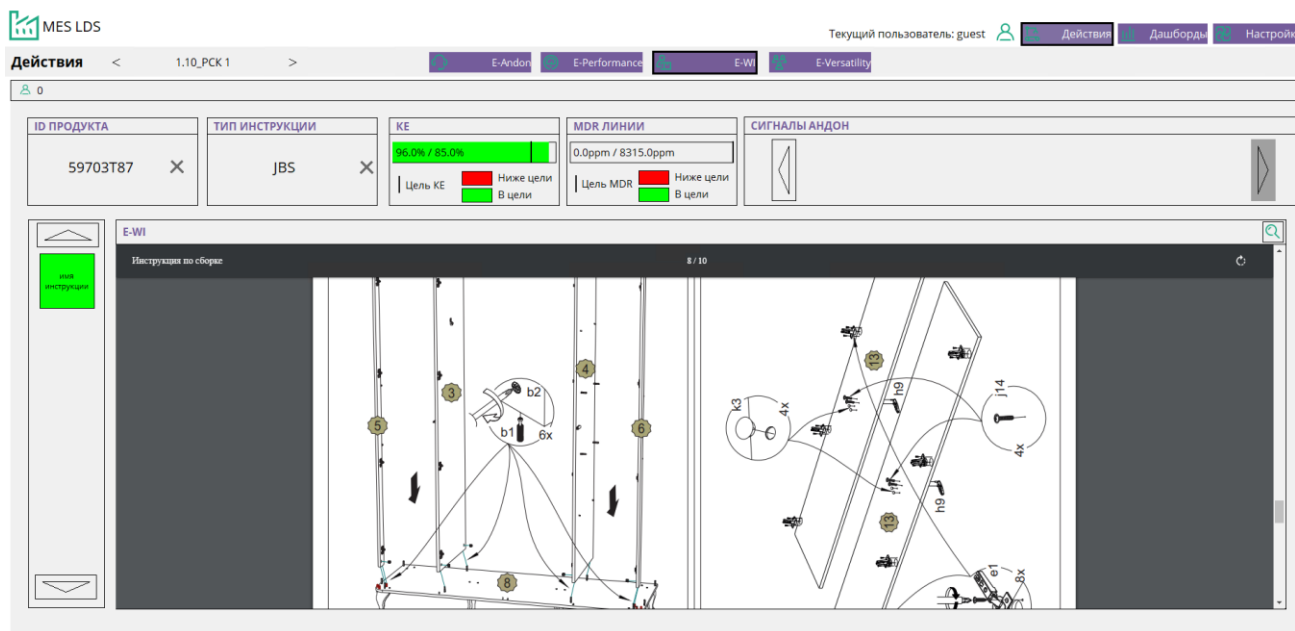 MES LDS
Текущий пользователь: guest
Действия
Дашборды
Настройк
Действия
<
1.10_РСК 1
>
E-Andon
E-Performance
E-WI
E-Versatility
0
ID ПРОДУКТА
59703T87
ТИП ИНСТРУКЦИИ
JBS
КЕ
96.0% / 85.0%
Цель КЕ
Ниже цели
В цели
MDR ЛИНИИ
0.0ppm / 8315.0ppm
Цель MDR
Ниже цели
В цели
СИГНАЛЫ АНДОН
имя
инструкции
E-WI
Инструкция по сборке
8 / 10
5
3
4
6
b2
b1
6x
8
k3
4x
13
h9
j14
4x
h9
13
e1
8x